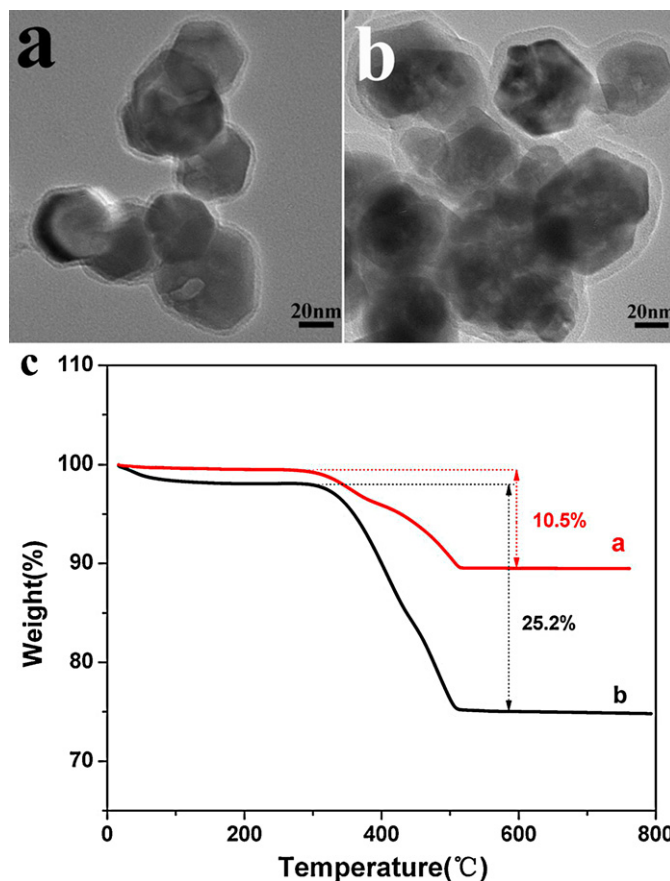 a
b
20nm
20nm
c
110
100
90
80
70
Weight(%)
10.5%
a
25.2%
b
0
200
400
600
800
Temperature(℃)